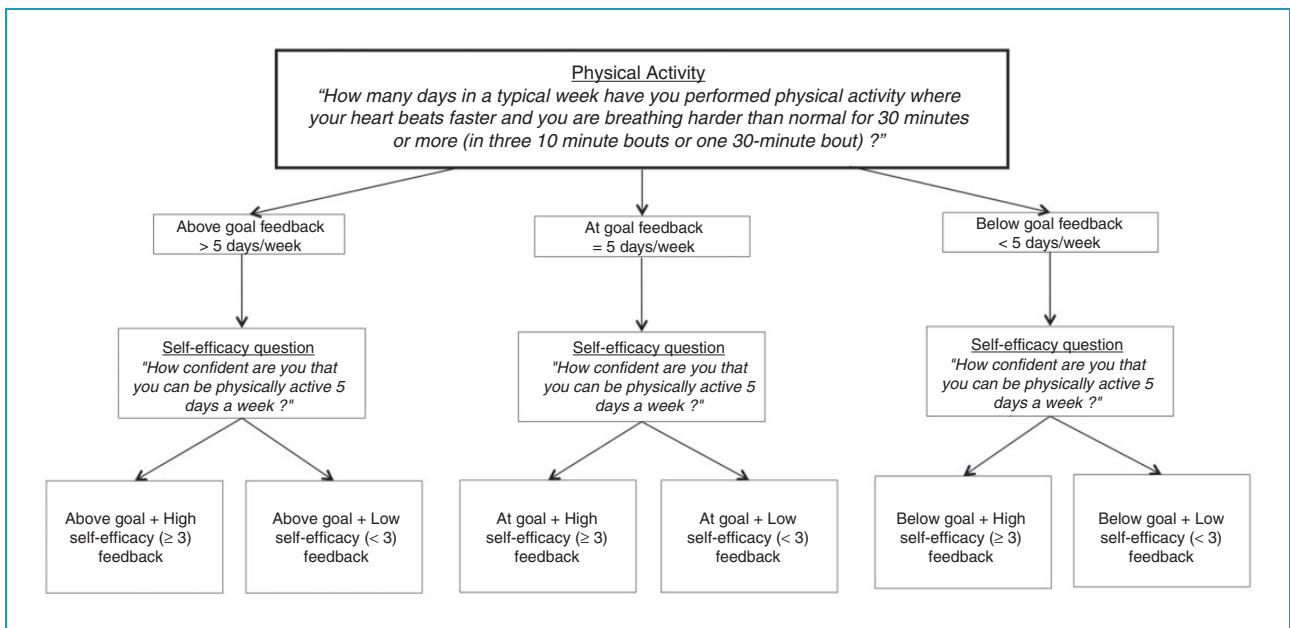 Physical Activity
“How many days in a typical week have you performed physical activity where
your heart beats faster and you are breathing harder than normal for 30 minutes
or more (in three 10 minute bouts or one 30-minute bout) ?”
Above goal feedback
> 5 days/week
At goal feedback
= 5 days/week
Below goal feedback
< 5 days/week
Self-efficacy question
"How confident are you that
you can be physically active 5
days a week ?"
Self-efficacy question
"How confident are you that
you can be physically active 5
days a week ?"
Self-efficacy question
"How confident are you that
you can be physically active 5
days a week ?"
Above goal + High
self-efficacy (≥ 3)
feedback
Above goal + Low
self-efficacy (< 3)
feedback
At goal + High
self-efficacy (≥ 3)
feedback
At goal + Low
self-efficacy (< 3)
feedback
Below goal + High
self-efficacy (≥ 3)
feedback
Below goal + Low
self-efficacy (< 3)
feedback